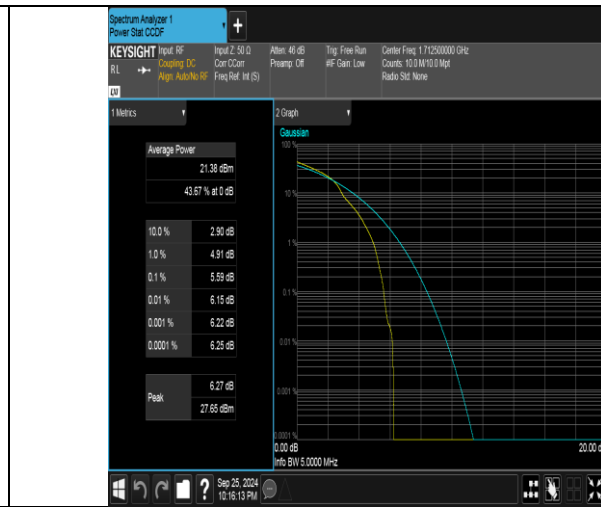 Spectrum Analyzer 1
Power Stat CCDF
+
KEYSIGHT
RL
LXI
Input: RF
Coupling: DC
Align: Auto/No RF
Input Z: 50 Ω
Corr CCorr
Freq Ref: Int (S)
Atten: 46 dB
Preamp: Off
Trig: Free Run
#IF Gain: Low
Center Freq: 1.712500000 GHz
Counts: 10.0 M/10.0 Mpt
Radio Std: None
1 Metrics
Average Power
21.38 dBm
43.67 % at 0 dB
10.0 % 2.90 dB
1.0 % 4.91 dB
0.1 % 5.59 dB
0.01 % 6.15 dB
0.001 % 6.22 dB
0.0001 % 6.25 dB
Peak 6.27 dB
27.65 dBm
2 Graph
Gaussian
100 %
10 %
1 %
0.1 %
0.01 %
0.001 %
0.0001 %
0.00 dB
20.00 d
Info BW 5.0000 MHz
?
Sep 25, 2024
10:16:13 PM